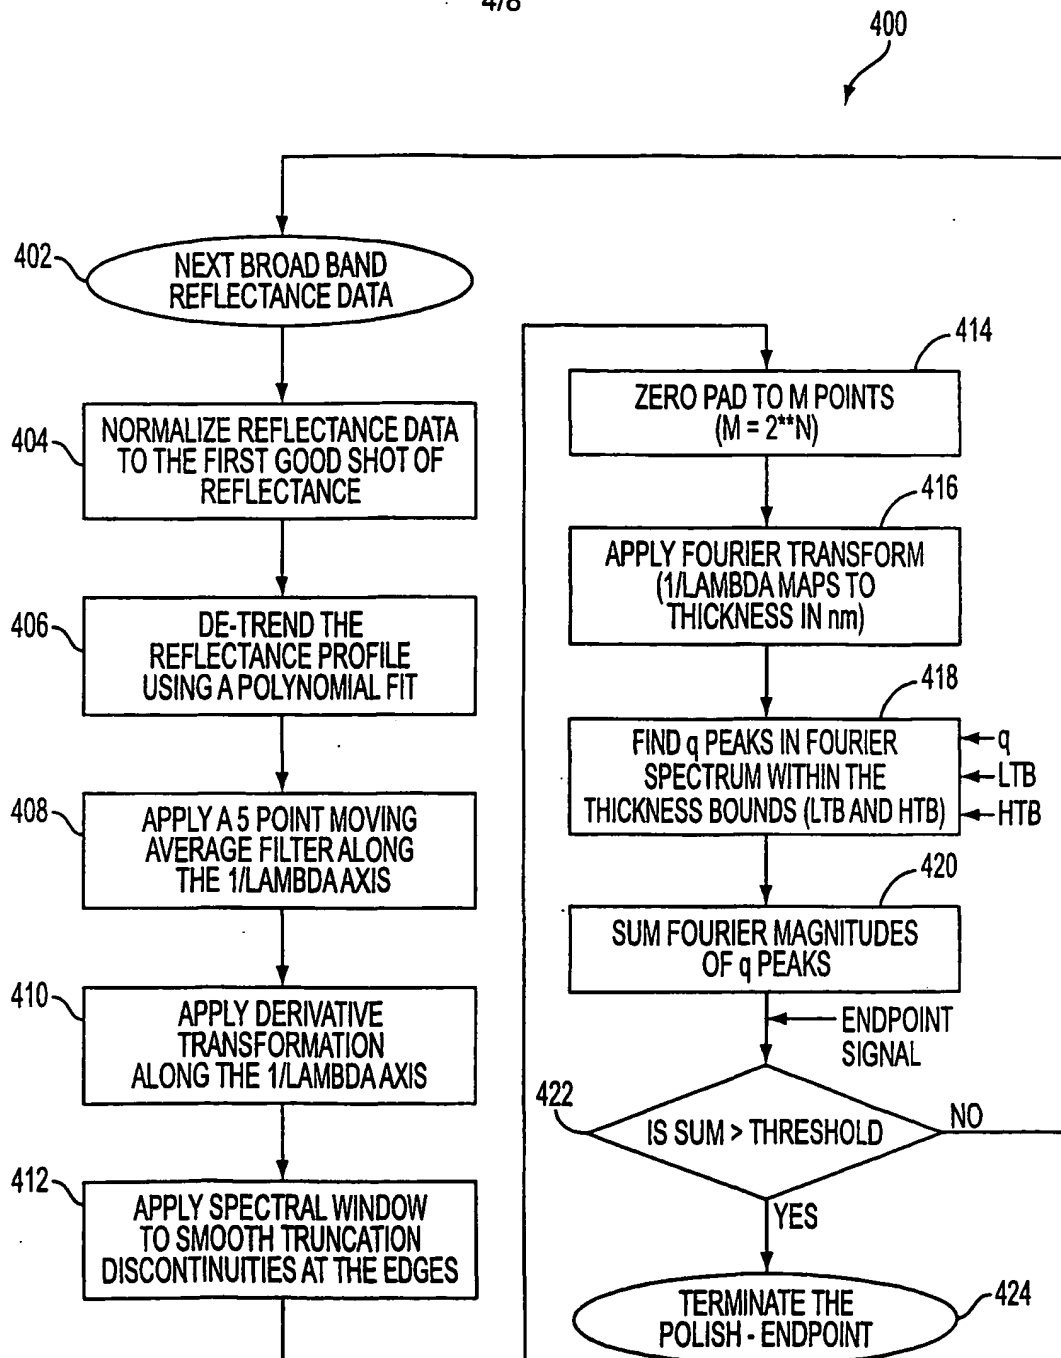 4/8
400
402
NEXT BROAD BAND
REFLECTANCE DATA
404
NORMALIZE REFLECTANCE DATA
TO THE FIRST GOOD SHOT OF
REFLECTANCE
406
DE-TREND THE
REFLECTANCE PROFILE
USING A POLYNOMIAL FIT
408
APPLY A 5 POINT MOVING
AVERAGE FILTER ALONG
THE 1/LAMBDA AXIS
410
APPLY DERIVATIVE
TRANSFORMATION
ALONG THE 1/LAMBDA AXIS
412
APPLY SPECTRAL WINDOW
TO SMOOTH TRUNCATION
DISCONTINUITIES AT THE EDGES
414
ZERO PAD TO M POINTS
(M = 2**N)
416
APPLY FOURIER TRANSFORM
(1/LAMBDA MAPS TO
THICKNESS IN nm)
418
FIND q PEAKS IN FOURIER
SPECTRUM WITHIN THE
THICKNESS BOUNDS (LTB AND HTB)
q
LTB
HTB
420
SUM FOURIER MAGNITUDES
OF q PEAKS
ENDPOINT
SIGNAL
422
IS SUM > THRESHOLD
NO
YES
424
TERMINATE THE
POLISH - ENDPOINT